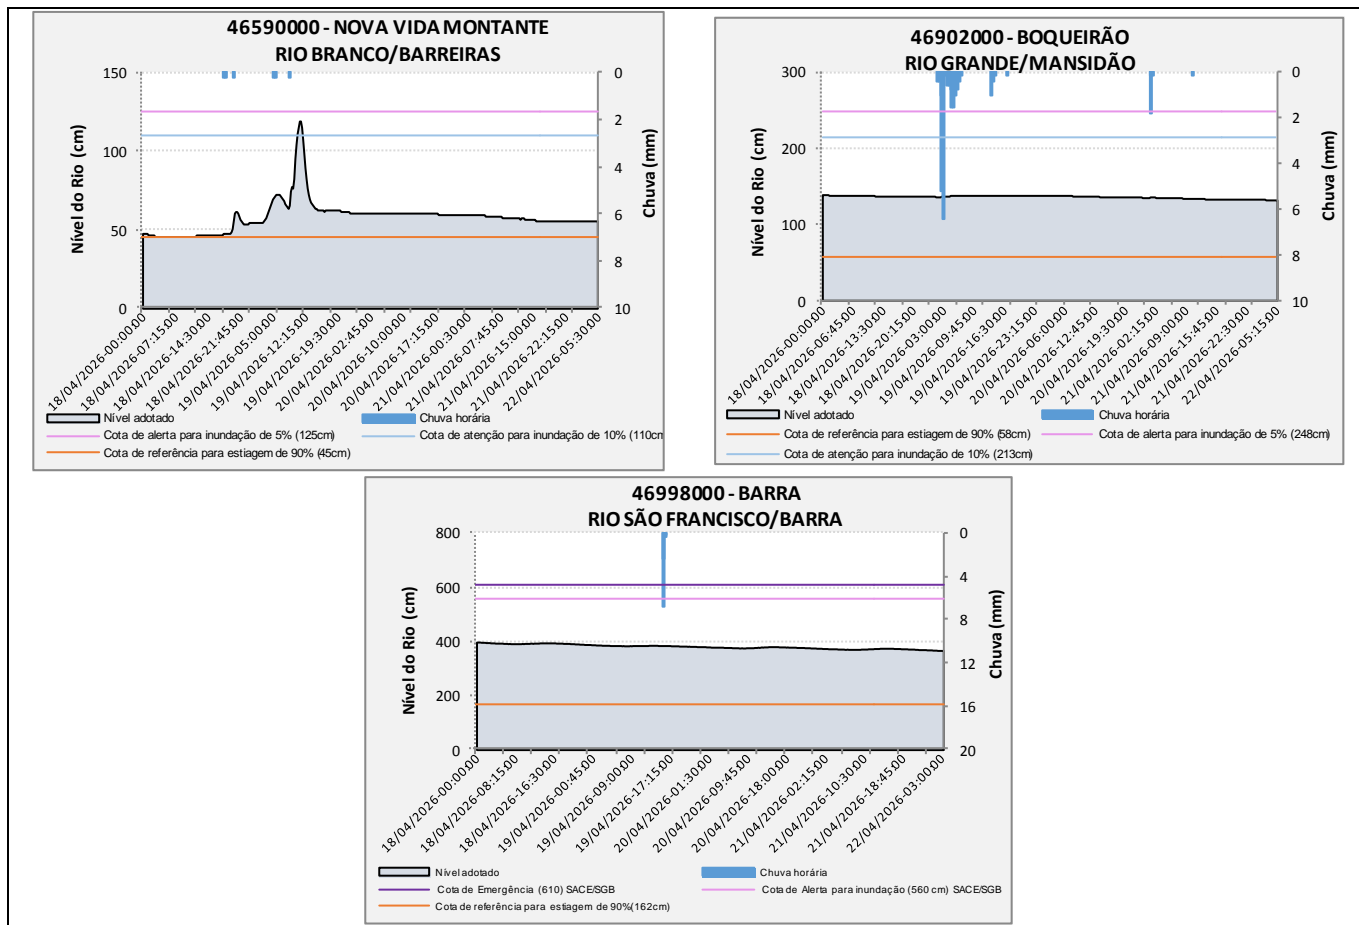 46590000 - NOVA VIDA MONTANTE
RIO BRANCO/BARREIRAS
Nível do Rio (cm)
150
100
50
0
Chuva (mm)
0
2
4
6
8
10
18/04/2026-00:00:00
18/04/2026-07:15:00
18/04/2026-14:30:00
18/04/2026-21:45:00
19/04/2026-05:00:00
19/04/2026-12:15:00
19/04/2026-19:30:00
20/04/2026-02:45:00
20/04/2026-10:00:00
20/04/2026-17:15:00
21/04/2026-00:30:00
21/04/2026-07:45:00
21/04/2026-15:00:00
21/04/2026-22:15:00
22/04/2026-05:30:00
Nível adotado
Chuva horária
Cota de alerta para inundação de 5% (125cm)
Cota de atenção para inundação de 10% (110cm
Cota de referência para estiagem de 90% (45cm)
46902000 - BOQUEIRÃO
RIO GRANDE/MANSIDÃO
Nível do Rio (cm)
300
200
100
0
Chuva (mm)
0
2
4
6
8
10
18/04/2026-00:00:00
18/04/2026-06:45:00
18/04/2026-13:30:00
18/04/2026-20:15:00
19/04/2026-03:00:00
19/04/2026-09:45:00
19/04/2026-16:30:00
19/04/2026-23:15:00
20/04/2026-06:00:00
20/04/2026-12:45:00
20/04/2026-19:30:00
21/04/2026-02:15:00
21/04/2026-09:00:00
21/04/2026-15:45:00
21/04/2026-22:30:00
22/04/2026-05:15:00
Nível adotado
Chuva horária
Cota de referência para estiagem de 90% (58cm)
Cota de alerta para inundação de 5% (248cm)
Cota de atenção para inundação de 10% (213cm)
46998000 - BARRA
RIO SÃO FRANCISCO/BARRA
Nível do Rio (cm)
800
600
400
200
0
Chuva (mm)
0
4
8
12
16
20
18/04/2026-00:00:00
18/04/2026-08:15:00
18/04/2026-16:30:00
19/04/2026-00:45:00
19/04/2026-09:00:00
19/04/2026-17:15:00
20/04/2026-01:30:00
20/04/2026-09:45:00
20/04/2026-18:00:00
21/04/2026-02:15:00
21/04/2026-10:30:00
21/04/2026-18:45:00
22/04/2026-03:00:00
Nível adotado
Chuva horária
Cota de Emergência (610) SACE/SGB
Cota de Alerta para inundação (560 cm) SACE/SGB
Cota de referência para estiagem de 90%(162cm)